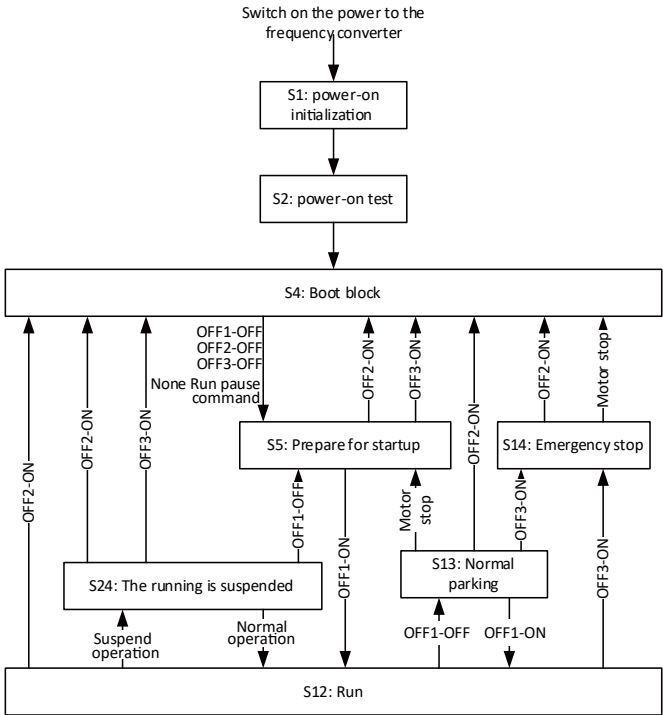 Switch on the power to the
frequency converter
S1: power-on
initialization
S2: power-on test
S4: Boot block
OFF1-OFF
OFF2-OFF
OFF3-OFF
None Run pause
command
OFF2-ON
OFF3-ON
OFF2-ON
Motor stop
OFF2-ON
OFF3-ON
OFF2-ON
OFF2-ON
S5: Prepare for startup
S14: Emergency stop
OFF1-OFF
OFF1-ON
Motor
stop
OFF3-ON
OFF3-ON
S24: The running is suspended
S13: Normal
parking
Suspend
operation
Normal
operation
OFF1-OFF
OFF1-ON
S12: Run